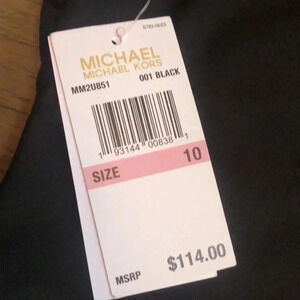 MICHAEL
MICHAEL KORS
MM2U851 001 BLACK
1 93144 00838 1
SIZE 10
MSRP $114.00